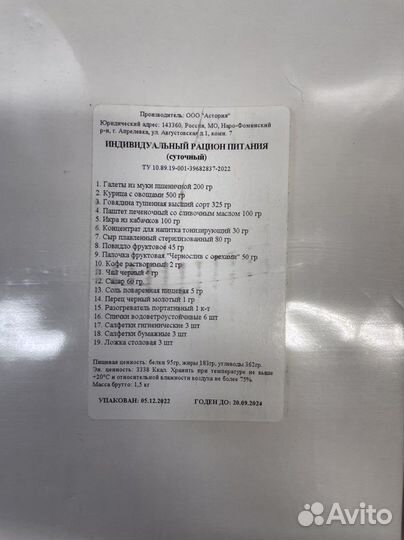 Производитель: ООО "Астория"
Юридический адрес: 143360, Россия, МО, Наро-Фоминский
р-н, г. Апрелевка, ул. Августовская д.1, комн. 7
ИНДИВИДУАЛЬНЫЙ РАЦИОН ПИТАНИЯ
(суточный)
ТУ 10.89.19-001-39682837-2022
1. Галеты из муки пшеничной 200 гр
2. Курица с овощами 500 гр
3. Говядина тушенная высший сорт 325 гр
4. Паштет печеночный со сливочным маслом 100 гр
5. Икра из кабачков 100 гр
6. Концентрат для напитка тонизирующий 30 гр
7. Сыр плавленный стерилизованный 80 гр
8. Повидло фруктовое 45 гр
9. Палочка фруктовая "Чернослив с орехами" 50 гр
10. Кофе растворимый 2 гр
11. Чай черный 4 гр
12. Сахар 60 гр
13. Соль поваренная пищевая 5 гр
14. Перец черный молотый 1 гр
15. Разогреватель портативный 1 к-т
16. Спички водоветроустойчивые 6 шт
17. Салфетки гигиенические 3 шт
18. Салфетки бумажные 3 шт
19. Ложка столовая 3 шт
Пищевая ценность: белки 95гр, жиры 183гр, углеводы 362гр.
Эн. ценность: 3338 Ккал. Хранить при температуре не выше
+20°С и относительной влажности воздуха не более 75%.
Масса брутто: 1,5 кг
УПАКОВАН: 05.12.2022 ГОДЕН ДО: 20.09.2024
Avito